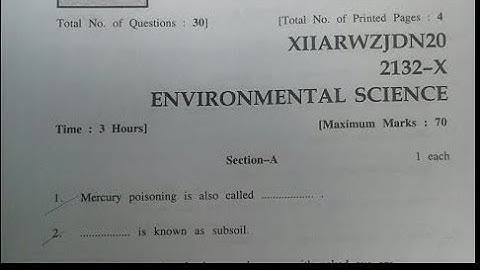 Total No. of Questions : 30]
[Total No. of Printed Pages : 4
XIIARWZJDN20
2132–X
ENVIRONMENTAL SCIENCE
Time : 3 Hours]
[Maximum Marks : 70
Section–A
1 each
1. Mercury poisoning is also called .................. .
2. ................. is known as subsoil.